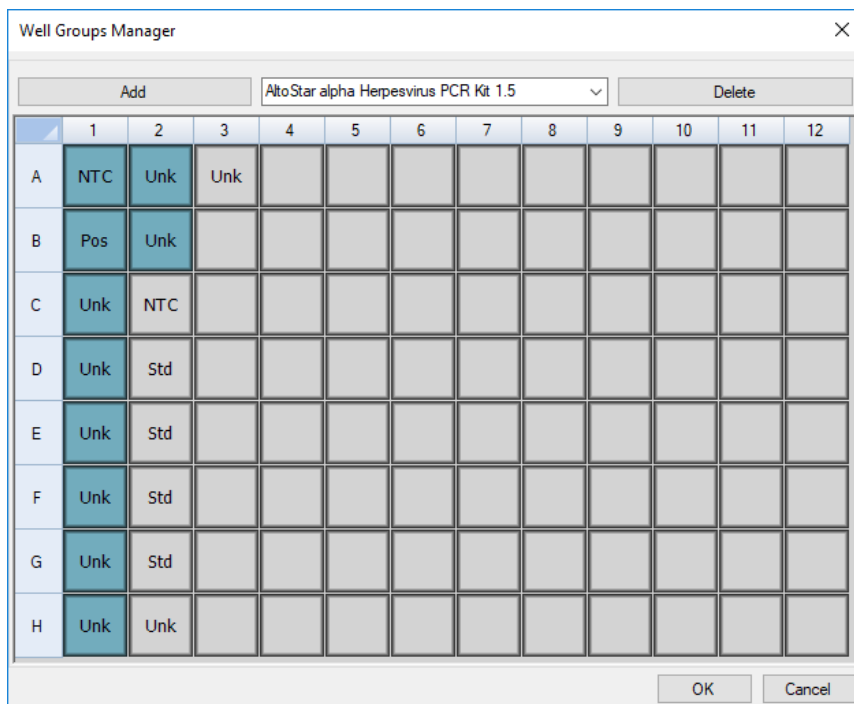 Well Groups Manager
Add AltoStar alpha Herpesvirus PCR Kit 1.5 Delete
1 2 3 4 5 6 7 8 9 10 11 12
A NTC Unk Unk
B Pos Unk
C Unk NTC
D Unk Std
E Unk Std
F Unk Std
G Unk Std
H Unk Unk
OK Cancel